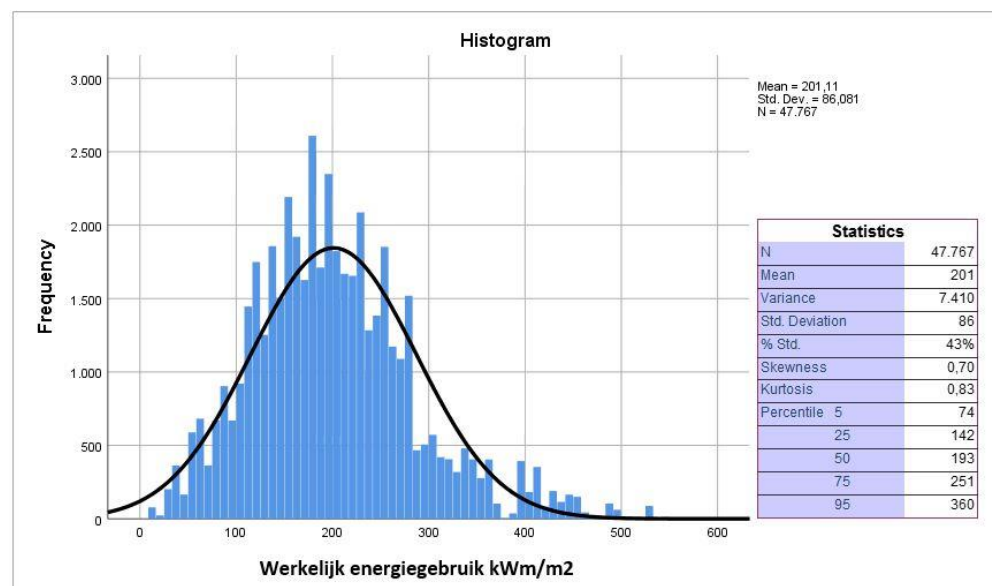 Histogram
Mean = 201,11
Std. Dev. = 86,081
N = 47.767
Frequency
3.000
2.500
2.000
1.500
1.000
500
0
0 100 200 300 400 500 600
Werkelijk energiegebruik kWm/m2
Statistics
N 47.767
Mean 201
Variance 7.410
Std. Deviation 86
% Std. 43%
Skewness 0,70
Kurtosis 0,83
Percentile 5 74
25 142
50 193
75 251
95 360